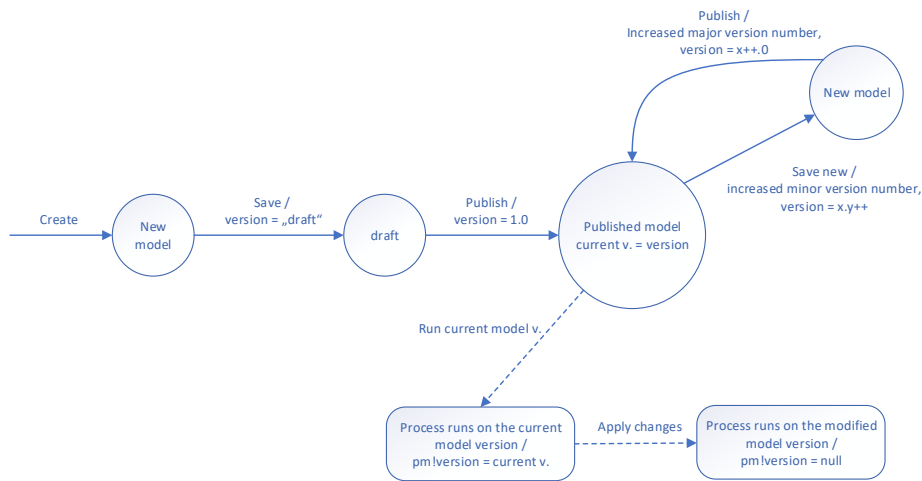 Publish /
Increased major version number,
version = x++.0
New model
Save new /
increased minor version number,
version = x.y++
Create
New
model
Save /
version = „draft“
draft
Publish /
version = 1.0
Published model
current v. = version
Run current model v.
Process runs on the current
model version /
pm!version = current v.
Apply changes
Process runs on the modified
model version /
pm!version = null